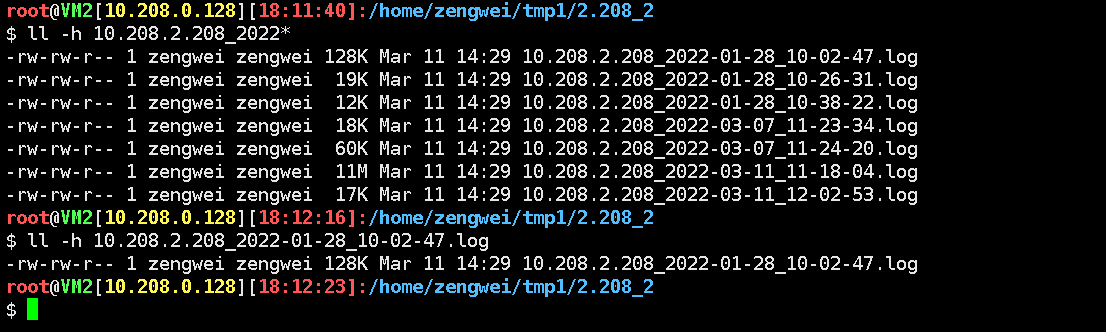 root@VM2[10.208.0.128][18:11:40]:/home/zengwei/tmp1/2.208_2
$ ll -h 10.208.2.208_2022*
-rw-rw-r-- 1 zengwei zengwei 128K Mar 11 14:29 10.208.2.208_2022-01-28_10-02-47.log
-rw-rw-r-- 1 zengwei zengwei  19K Mar 11 14:29 10.208.2.208_2022-01-28_10-26-31.log
-rw-rw-r-- 1 zengwei zengwei  12K Mar 11 14:29 10.208.2.208_2022-01-28_10-38-22.log
-rw-rw-r-- 1 zengwei zengwei  18K Mar 11 14:29 10.208.2.208_2022-03-07_11-23-34.log
-rw-rw-r-- 1 zengwei zengwei  60K Mar 11 14:29 10.208.2.208_2022-03-07_11-24-20.log
-rw-rw-r-- 1 zengwei zengwei  11M Mar 11 14:29 10.208.2.208_2022-03-11_11-18-04.log
-rw-rw-r-- 1 zengwei zengwei  17K Mar 11 14:29 10.208.2.208_2022-03-11_12-02-53.log
root@VM2[10.208.0.128][18:12:16]:/home/zengwei/tmp1/2.208_2
$ ll -h 10.208.2.208_2022-01-28_10-02-47.log
-rw-rw-r-- 1 zengwei zengwei 128K Mar 11 14:29 10.208.2.208_2022-01-28_10-02-47.log
root@VM2[10.208.0.128][18:12:23]:/home/zengwei/tmp1/2.208_2
$